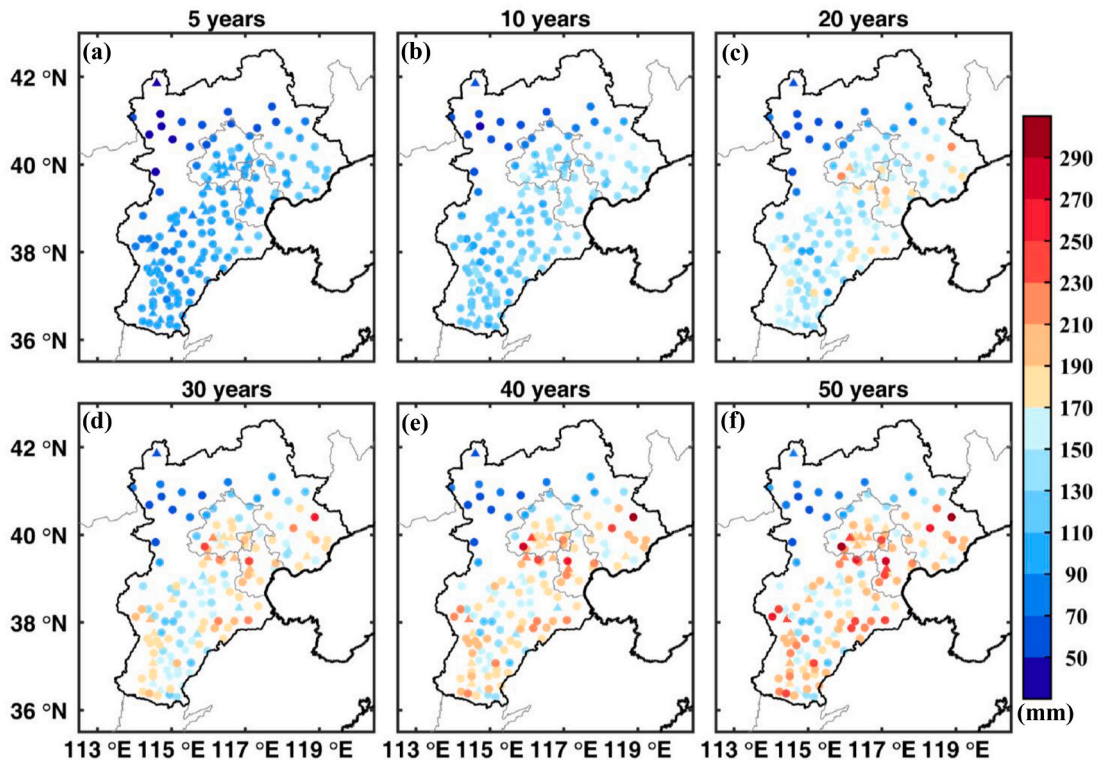 5 years 10 years 20 years
(a) (b) (c)
42 °N
40 °N
38 °N
36 °N
30 years 40 years 50 years
(d) (e) (f)
42 °N
40 °N
38 °N
36 °N
113 °E 115 °E 117 °E 119 °E 113 °E 115 °E 117 °E 119 °E 113 °E 115 °E 117 °E 119 °E
290
270
250
230
210
190
170
150
130
110
90
70
50
(mm)